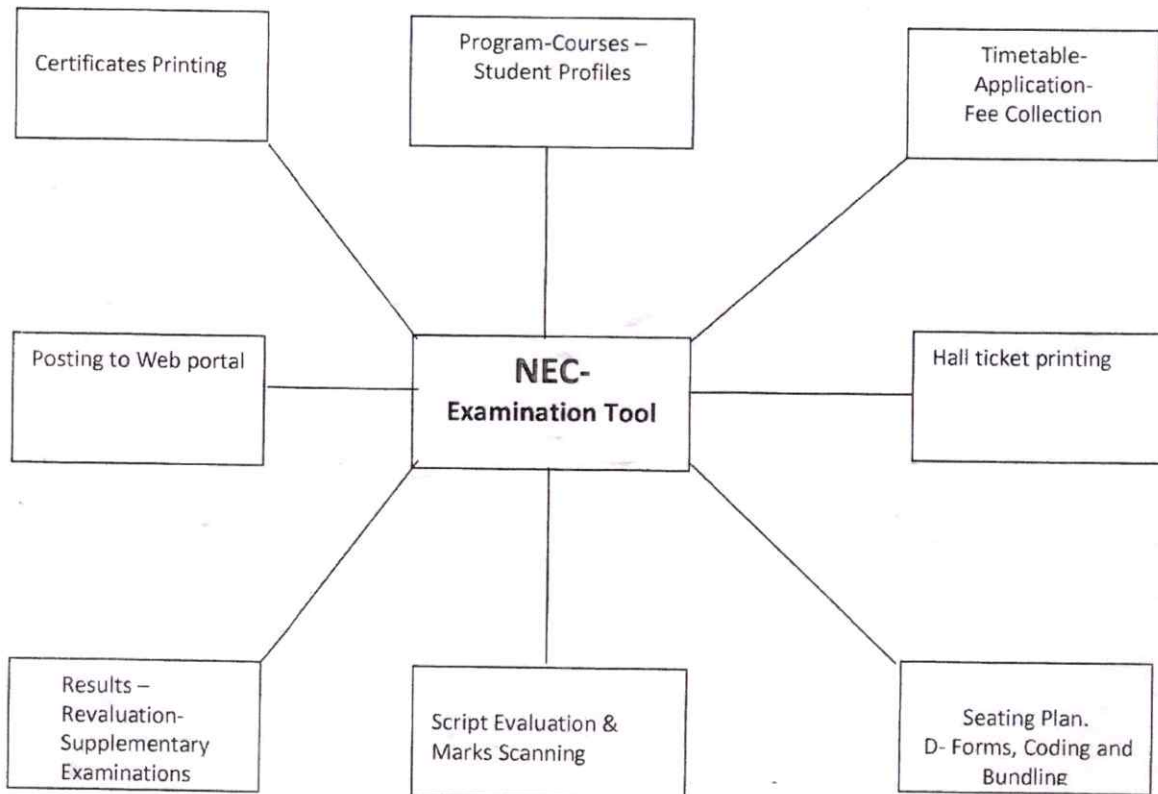 Certificates Printing
Program-Courses –
Student Profiles
Timetable-
Application-
Fee Collection
Posting to Web portal
NEC-
Examination Tool
Hall ticket printing
Results –
Revaluation-
Supplementary
Examinations
Script Evaluation &
Marks Scanning
Seating Plan.
D- Forms, Coding and
Bundling